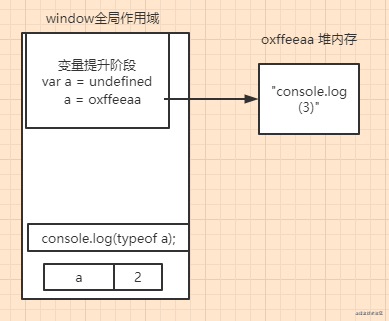 window全局作用域
oxffeeaa 堆内存
变量提升阶段
var a = undefined
a = oxffeeaa
"console.log
(3)"
console.log(typeof a);
a 2